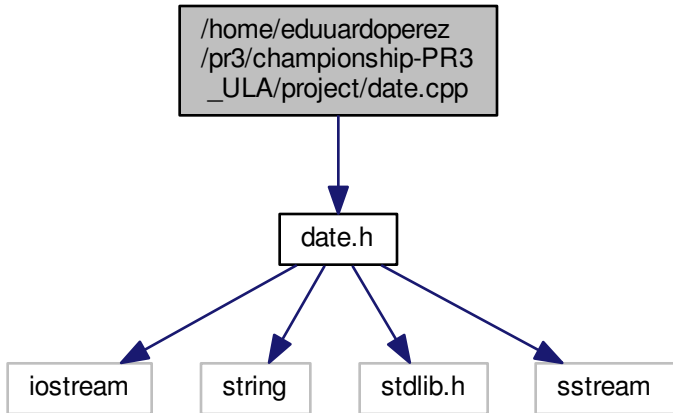 /home/eduuardoperez
/pr3/championship-PR3
_ULA/project/date.cpp
date.h
iostream
string
stdlib.h
sstream